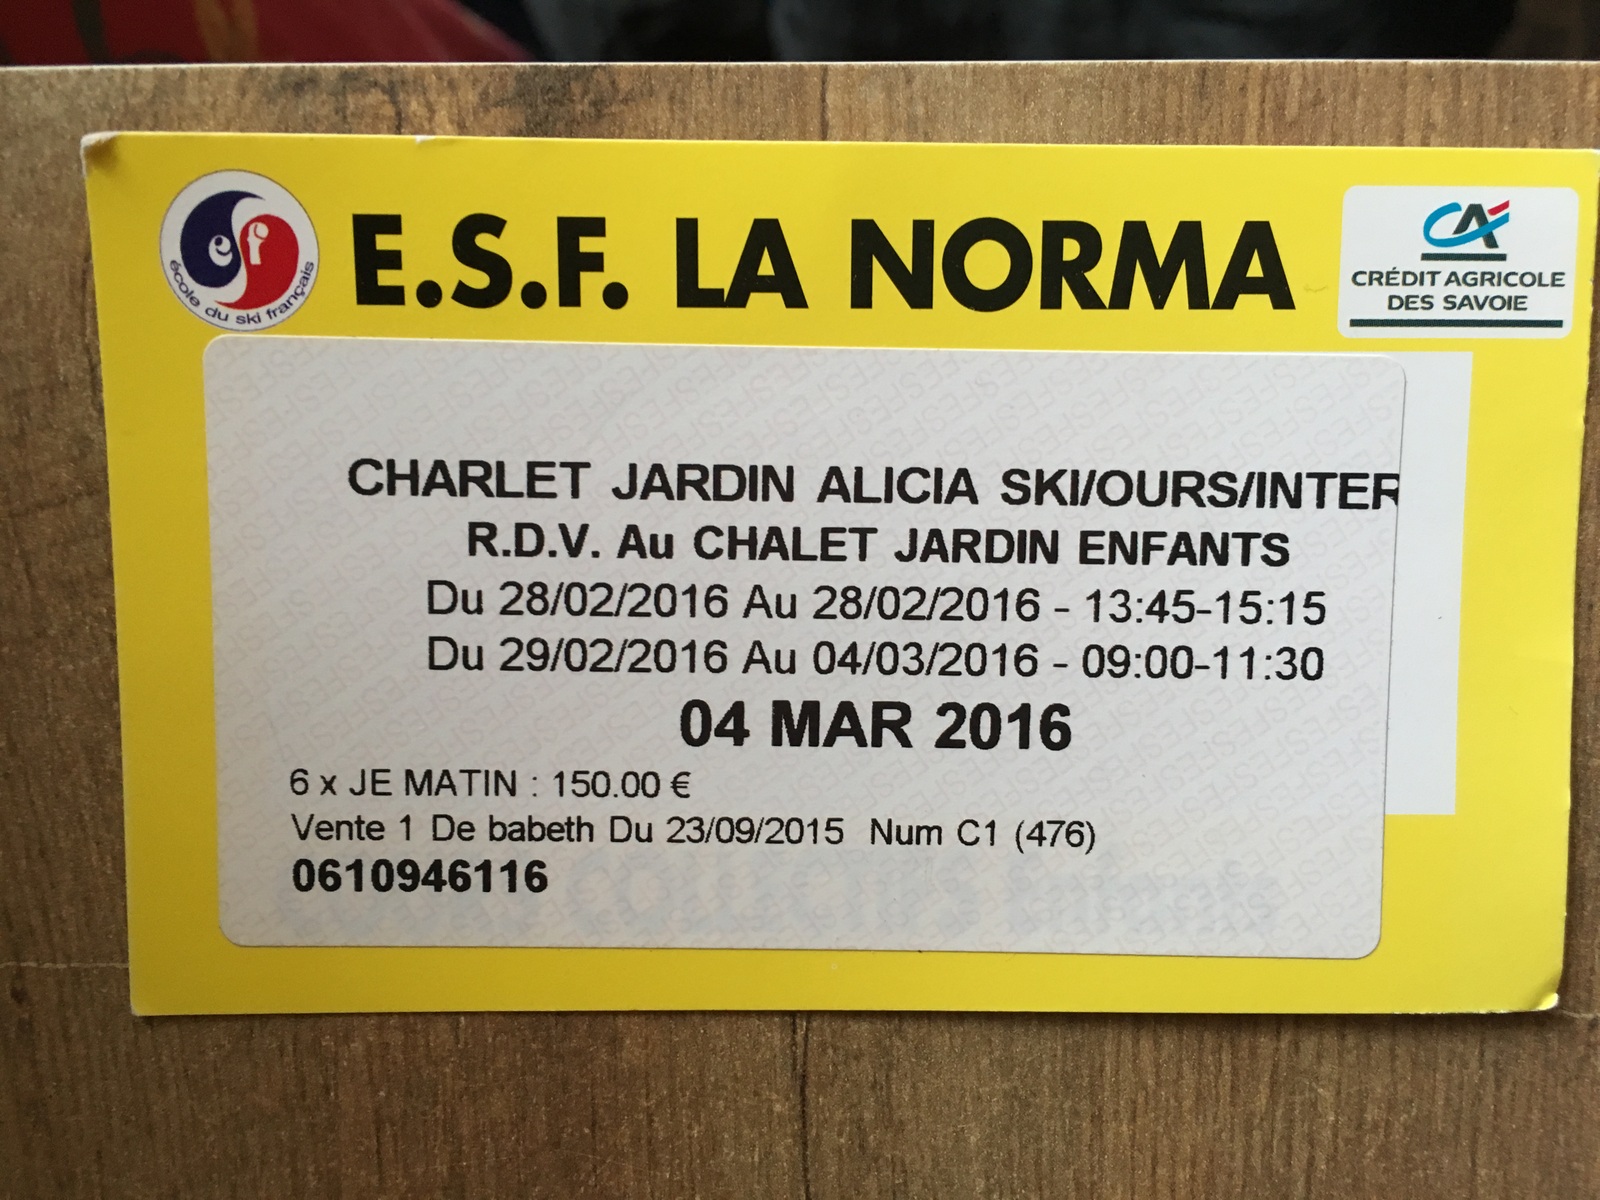 esf
école du ski français
E.S.F. LA NORMA
CA
CRÉDIT AGRICOLE
DES SAVOIE
CHARLET JARDIN ALICIA SKI/OURS/INTER
R.D.V. Au CHALET JARDIN ENFANTS
Du 28/02/2016 Au 28/02/2016 - 13:45-15:15
Du 29/02/2016 Au 04/03/2016 - 09:00-11:30
04 MAR 2016
6 x JE MATIN : 150.00 €
Vente 1 De babeth Du 23/09/2015 Num C1 (476)
0610946116